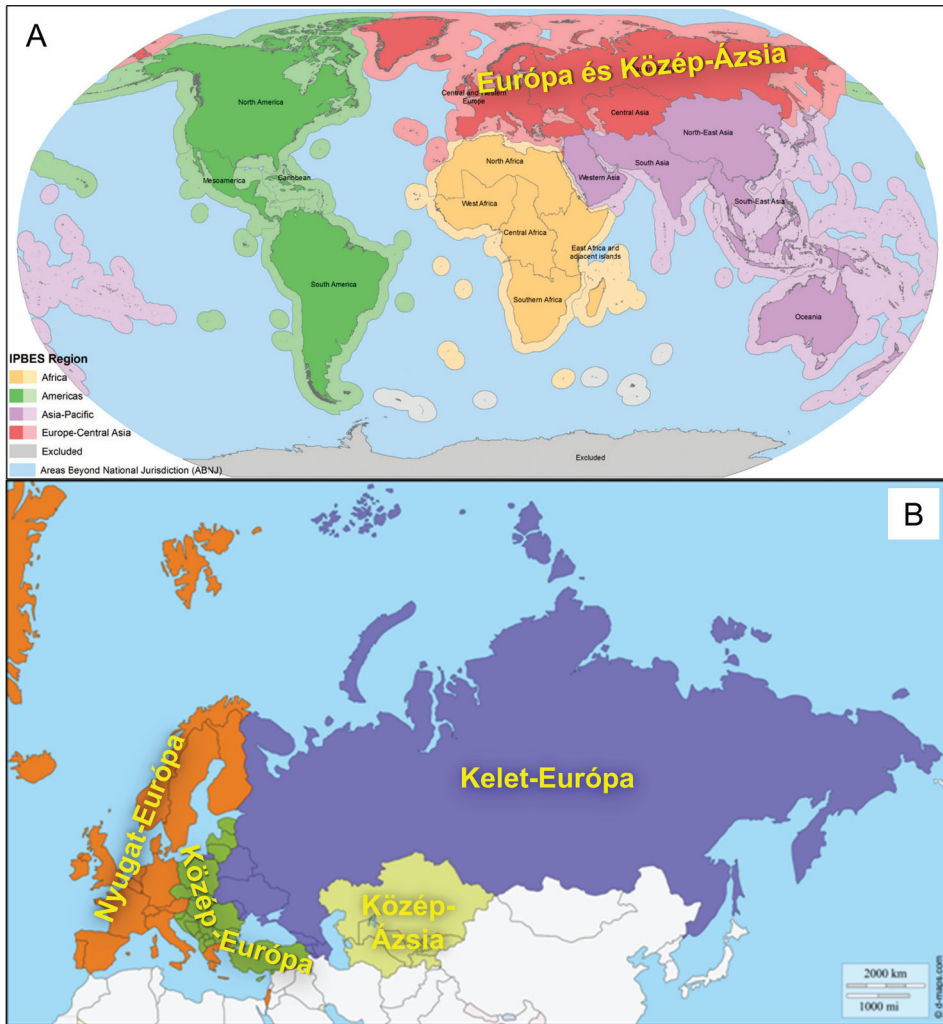 A
Európa és Közép-Ázsia
North America
Central and Western
Europe
Central Asia
North-East Asia
Mesoamerica
Caribbean
North Africa
Western Asia
South Asia
West Africa
South-East Asia
Central Africa
East Africa and
adjacent islands
South America
Southern Africa
Oceania
IPBES Region
Africa
Americas
Asia-Pacific
Europe-Central Asia
Excluded
Areas Beyond National Jurisdiction (ABNJ)
Excluded
B
Nyugat-Európa
Közép-Európa
Kelet-Európa
Közép-
Ázsia
2000 km
1000 mi
© d-maps.com